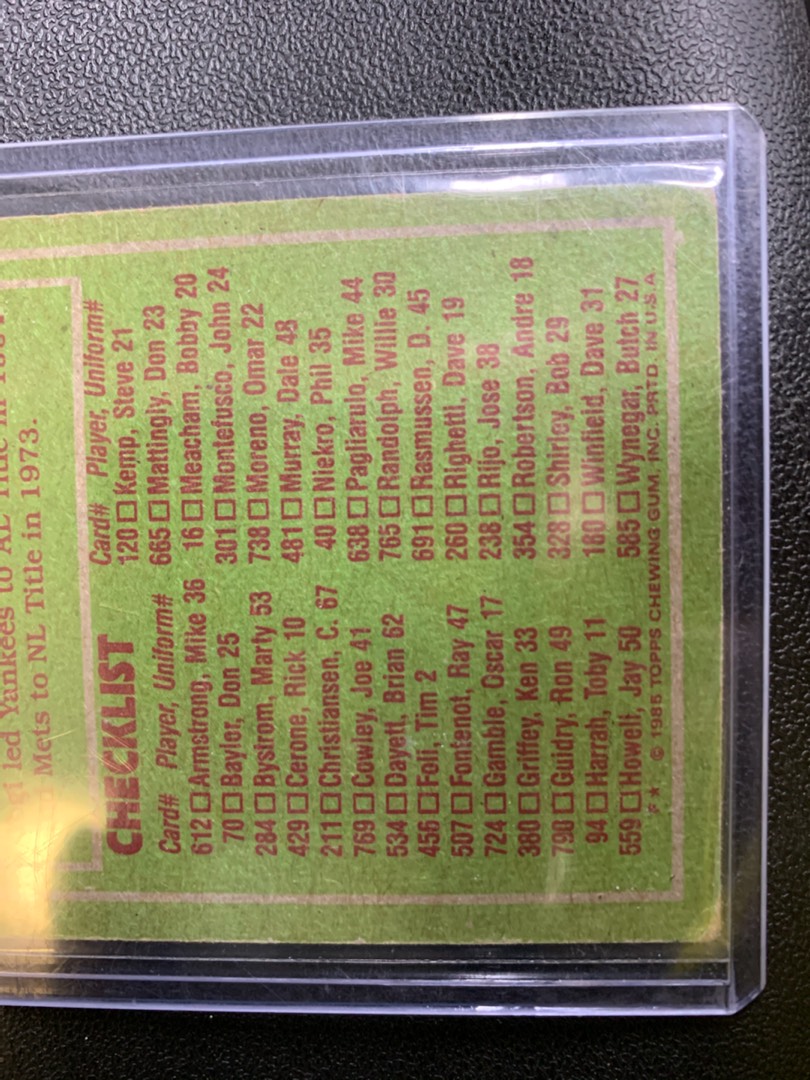 led Yankees to AL Title in
Mets to NL Title in 1973.
CHECKLIST
Card# Player, Uniform#
612 Armstrong, Mike 36
70 Baylor, Don 25
284 Bystrom, Marty 53
429 Cerone, Rick 10
211 Christiansen, C. 67
769 Cowley, Joe 41
534 Dayett, Brian 62
456 Foli, Tim 2
507 Fontenot, Ray 47
724 Gamble, Oscar 17
380 Griffey, Ken 33
790 Guidry, Ron 49
94 Harrah, Toby 11
559 Howell, Jay 50
Card# Player, Uniform#
120 Kemp, Steve 21
665 Mattingly, Don 23
16 Meacham, Bobby 20
301 Montefusco, John 24
738 Moreno, Omar 22
481 Murray, Dale 48
40 Niekro, Phil 35
638 Pagliarulo, Mike 44
765 Randolph, Willie 30
691 Rasmussen, D. 45
260 Righetti, Dave 19
238 Rijo, Jose 38
354 Robertson, Andre 18
328 Shirley, Bob 29
180 Winfield, Dave 31
585 Wynegar, Butch 27
F★ © 1985 TOPPS CHEWING GUM, INC. PRTD. IN U.S.A.